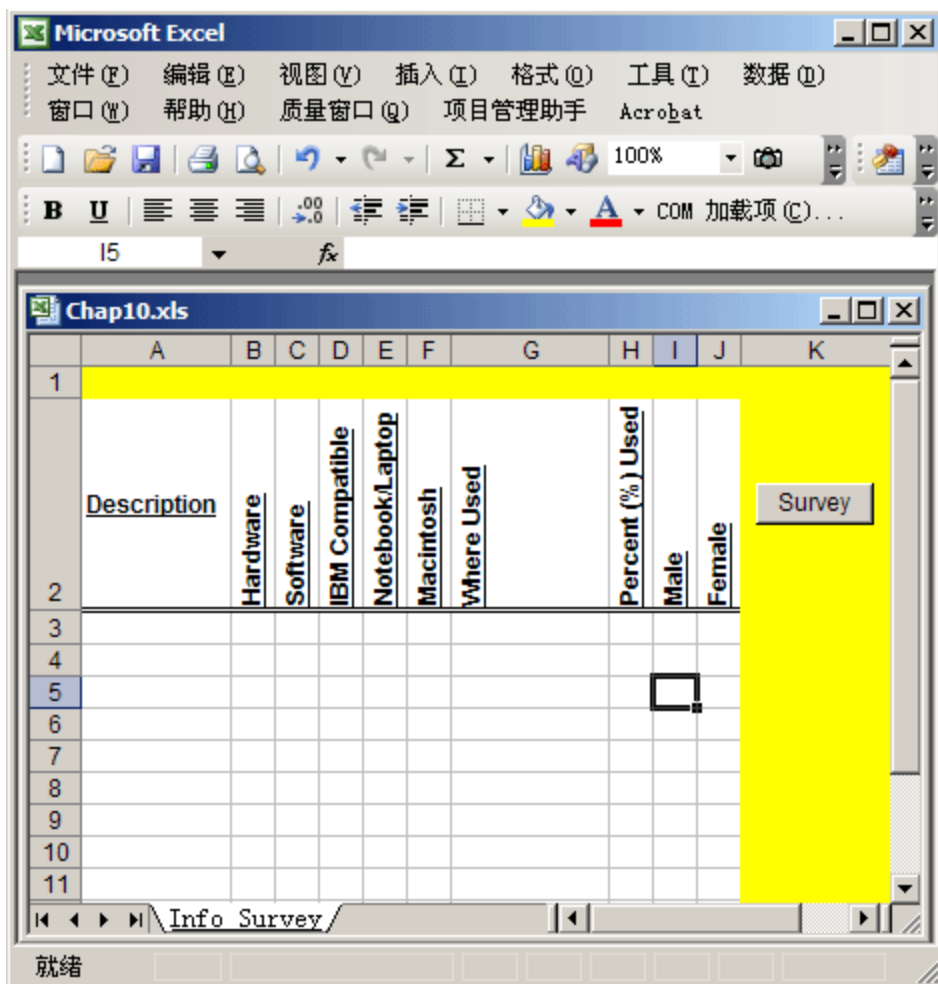 Microsoft Excel
文件(F) 编辑(E) 视图(V) 插入(I) 格式(O) 工具(T) 数据(D)
窗口(W) 帮助(H) 质量窗口(Q) 项目管理助手 Acrobat
Σ 100%
B U .00 .0 A COM 加载项(C)...
I5 fx
Chap10.xls
A B C D E F G H I J K
1
2 Description Hardware Software IBM Compatible Notebook/Laptop Macintosh Where Used Percent (%) Used Male Female Survey
3
4
5
6
7
8
9
10
11
Info Survey
就绪